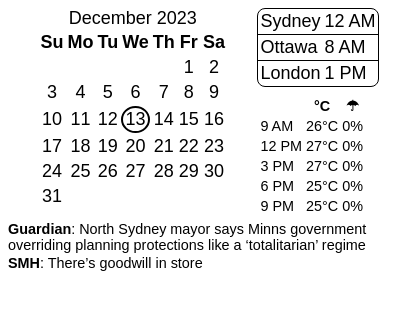 December 2023
Su Mo Tu We Th Fr Sa
1 2
3 4 5 6 7 8 9
10 11 12 13 14 15 16
17 18 19 20 21 22 23
24 25 26 27 28 29 30
31
Sydney 12 AM
Ottawa 8 AM
London 1 PM
°C ☂
9 AM 26°C 0%
12 PM 27°C 0%
3 PM 27°C 0%
6 PM 25°C 0%
9 PM 25°C 0%
Guardian: North Sydney mayor says Minns government
overriding planning protections like a ‘totalitarian’ regime
SMH: There’s goodwill in store